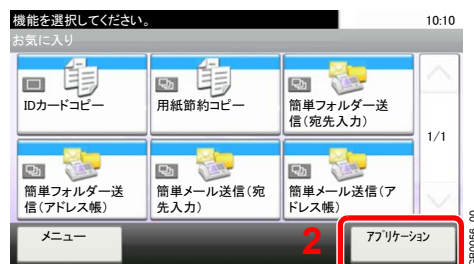 機能を選択してください。 10:10
お気に入り
IDカードコピー
用紙節約コピー
簡単フォルダー送
信(宛先入力)
1/1
簡単フォルダー送
信(アドレス帳)
簡単メール送信(宛
先入力)
簡単メール送信(ア
ドレス帳)
メニュー
2
アプリケーション